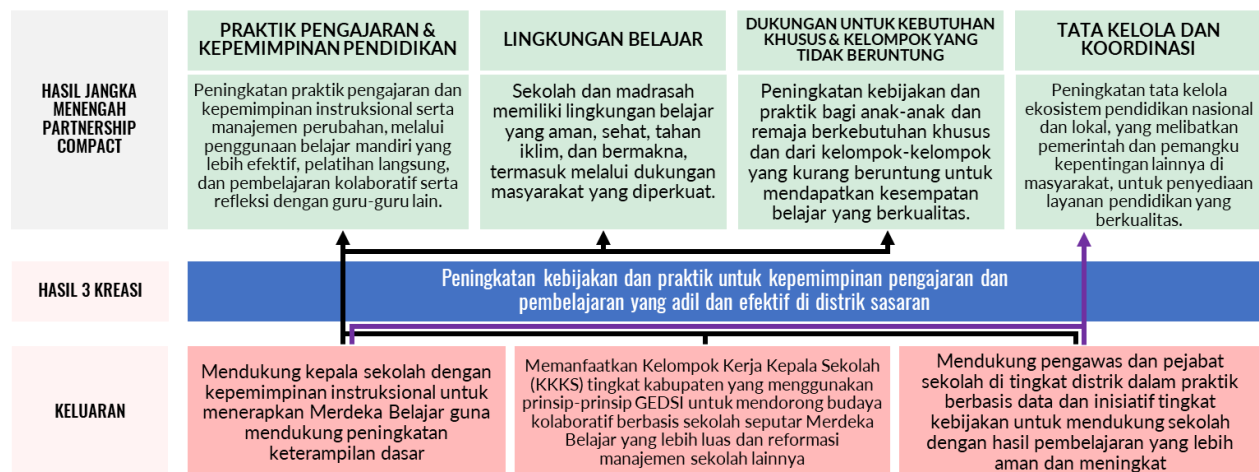 PRAKTIK PENGAJARAN &
KEPEMIMPINAN PENDIDIKAN
LINGKUNGAN BELAJAR
DUKUNGAN UNTUK KEBUTUHAN
KHUSUS & KELOMPOK YANG
TIDAK BERUNTUNG
TATA KELOLA DAN
KOORDINASI
HASIL JANGKA
MENENGAH
PARTNERSHIP
COMPACT
Peningkatan praktik pengajaran dan
kepemimpinan instruksional serta
manajemen perubahan, melalui
penggunaan belajar mandiri yang
lebih efektif, pelatihan langsung,
dan pembelajaran kolaboratif serta
refleksi dengan guru-guru lain.
Sekolah dan madrasah
memiliki lingkungan belajar
yang aman, sehat, tahan
iklim, dan bermakna,
termasuk melalui dukungan
masyarakat yang diperkuat.
Peningkatan kebijakan dan
praktik bagi anak-anak dan
remaja berkebutuhan khusus
dan dari kelompok-kelompok
yang kurang beruntung untuk
mendapatkan kesempatan
belajar yang berkualitas.
Peningkatan tata kelola
ekosistem pendidikan nasional
dan lokal, yang melibatkan
pemerintah dan pemangku
kepentingan lainnya di
masyarakat, untuk penyediaan
layanan pendidikan yang
berkualitas.
HASIL 3 KREASI
Peningkatan kebijakan dan praktik untuk kepemimpinan pengajaran dan
pembelajaran yang adil dan efektif di distrik sasaran
KELUARAN
Mendukung kepala sekolah dengan
kepemimpinan instruksional untuk
menerapkan Merdeka Belajar guna
mendukung peningkatan
keterampilan dasar
Memanfaatkan Kelompok Kerja Kepala Sekolah
(KKKS) tingkat kabupaten yang menggunakan
prinsip-prinsip GEDSI untuk mendorong budaya
kolaboratif berbasis sekolah seputar Merdeka
Belajar yang lebih luas dan reformasi
manajemen sekolah lainnya
Mendukung pengawas dan pejabat
sekolah di tingkat distrik dalam praktik
berbasis data dan inisiatif tingkat
kebijakan untuk mendukung sekolah
dengan hasil pembelajaran yang lebih
aman dan meningkat